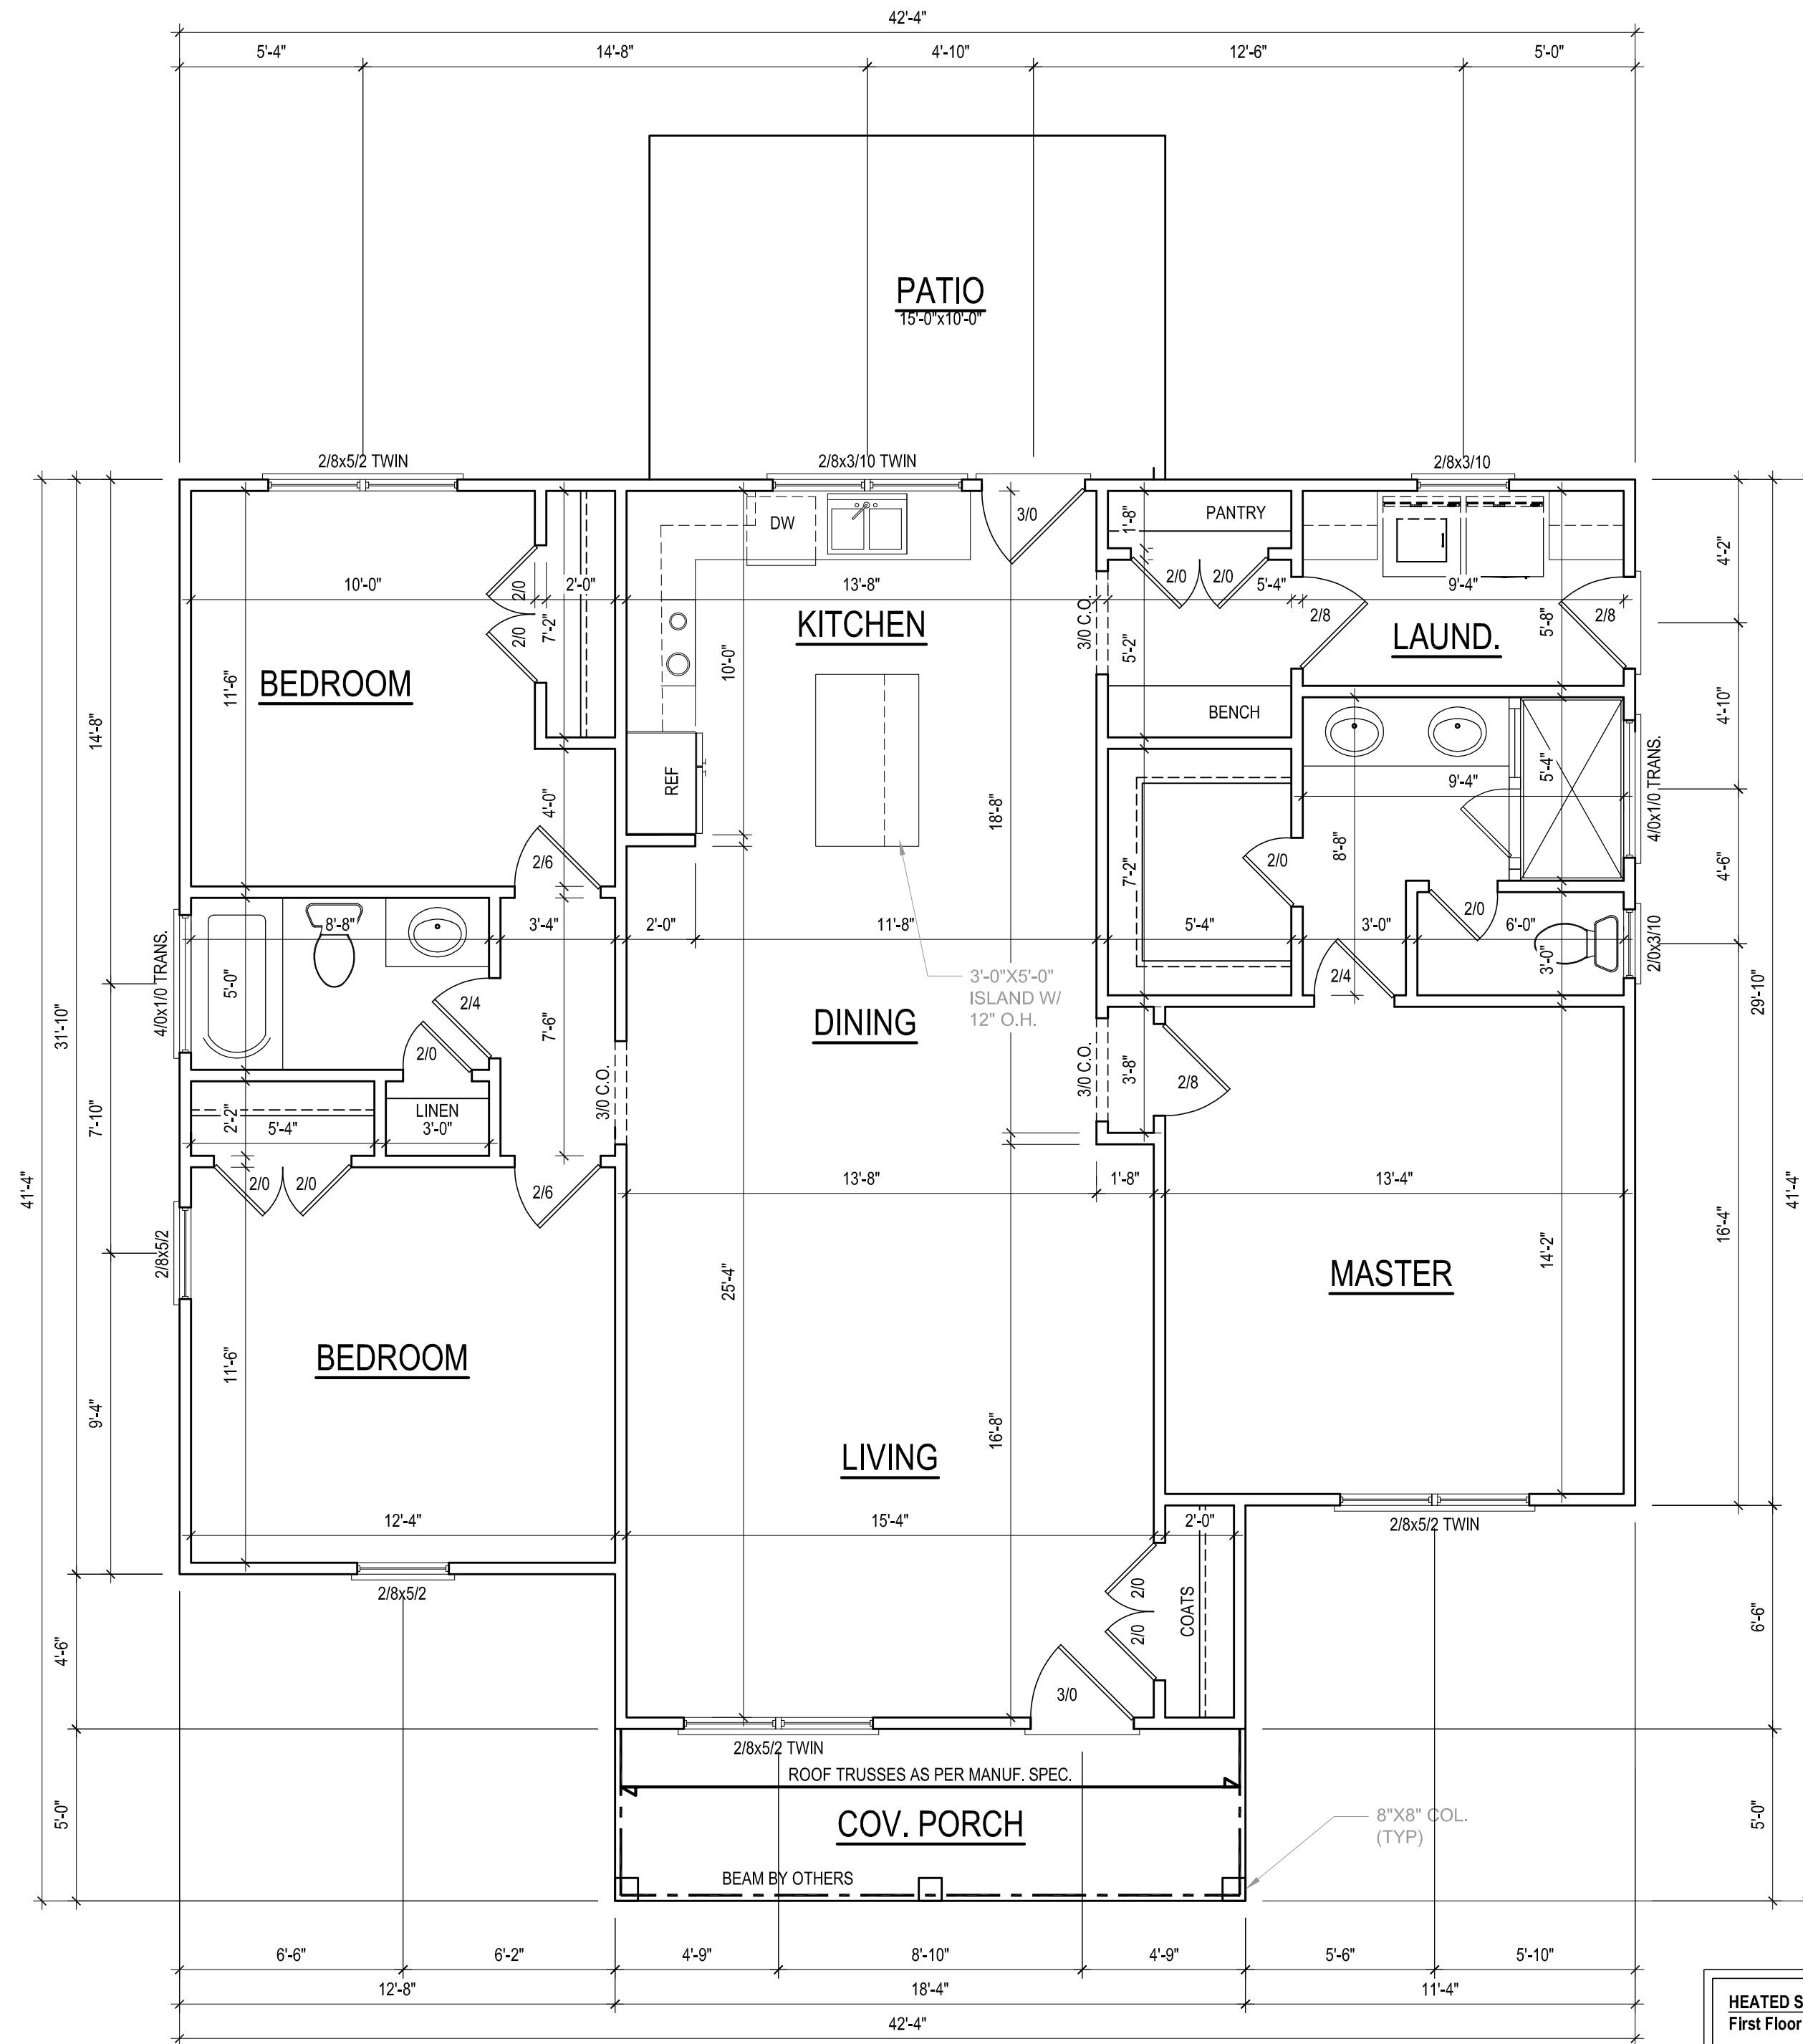 42'-4"
5'-4" 14'-8" 4'-10" 12'-6" 5'-0"
PATIO
15'-0"x10'-0"
2/8x5/2 TWIN 2/8x3/10 TWIN 2/8x3/10
DW 3/0 1'-8" PANTRY
4'-2"
10'-0" 2/0 2'-0" 13'-8" 2/0 2/0 5'-4" 9'-4"
2/0 7'-2" KITCHEN 3/0 C.O. 5'-2" 2/8 LAUND. 5'-8" 2/8
11'-6" BEDROOM 10'-0"
BENCH 4'-10"
14'-8"
REF 4'-0" 18'-8" 9'-4" 5'-4" 4/0x1/0 TRANS.
2/6 7'-2" 2/0 8'-8" 4'-6"
8'-8" 3'-4" 2'-0" 11'-8" 5'-4" 3'-0" 2/0 6'-0"
4/0x1/0 TRANS. 5'-0" 2/4 2/4 3'-0" 2/0x3/10
3'-0"X5'-0"
ISLAND W/
12" O.H.
31'-10" 29'-10"
DINING
2/0 7'-6"
3/0 C.O. 3/0 C.O. 3'-8" 2/8
7'-10" 2'-2" LINEN
5'-4" 3'-0"
41'-4" 2/0 2/0 2/6 13'-8" 1'-8" 13'-4" 41'-4"
2/8x5/2 16'-4"
25'-4" MASTER 14'-2"
11'-6" BEDROOM
9'-4" 16'-8"
LIVING
12'-4" 15'-4" 2'-0"
2/8x5/2 TWIN
2/8x5/2 2/0 COATS
4'-6" 2/0 6'-6"
3/0
2/8x5/2 TWIN
ROOF TRUSSES AS PER MANUF. SPEC.
5'-0" COV. PORCH 5'-0"
8"X8" COL.
(TYP)
BEAM BY OTHERS
6'-6" 6'-2" 4'-9" 8'-10" 4'-9" 5'-6" 5'-10"
12'-8" 18'-4" 11'-4"
42'-4"
HEATED S
First Floor